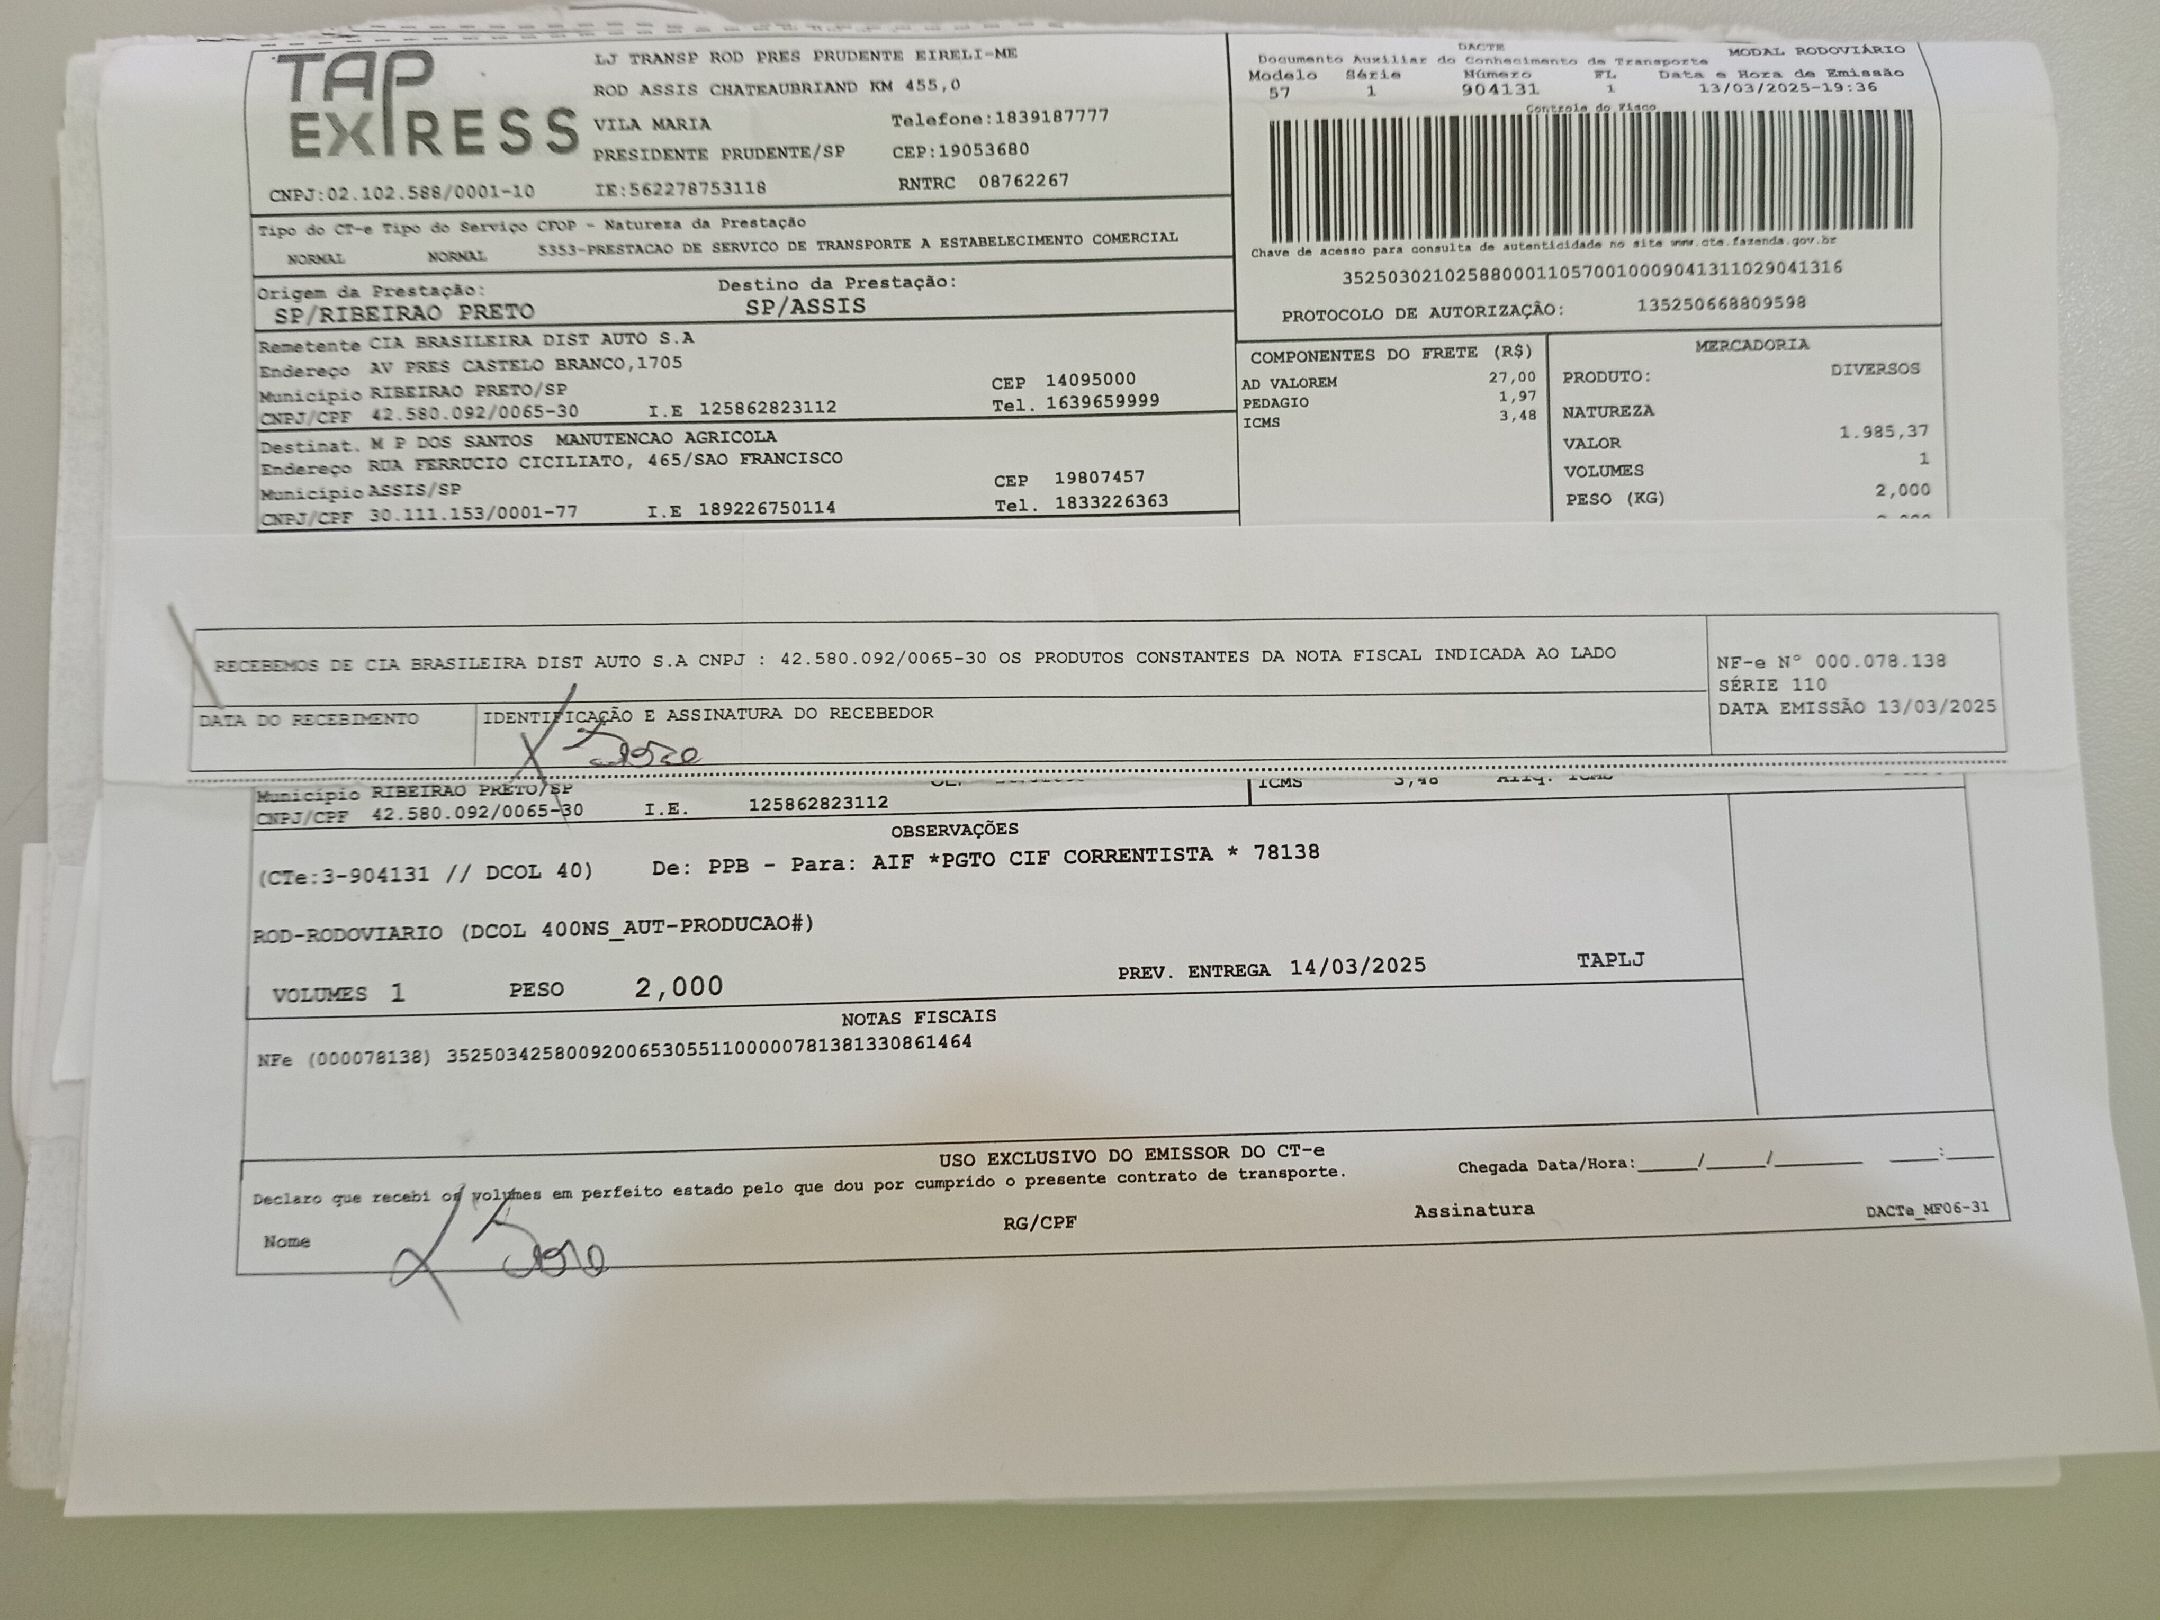 TAP EXPRESS
LJ TRANSP ROD PRES PRUDENTE EIRELI-ME
ROD ASSIS CHATEAUBRIAND KM 455,0
VILA MARIA Telefone:1839187777
PRESIDENTE PRUDENTE/SP CEP:19053680
CNPJ:02.102.588/0001-10 IE:562278753118 RNTRC 08762267
DACTE MODAL RODOVIÁRIO
Documento Auxiliar do Conhecimento de Transporte
Modelo Série Número FL Data e Hora de Emissão
57 1 904131 1 13/03/2025-19:36
Controle do Fisco
Chave de acesso para consulta de autenticidade no site www.cte.fazenda.gov.br
35250302102588000110570010009041311029041316
PROTOCOLO DE AUTORIZAÇÃO: 135250668809598
Tipo do CT-e Tipo do Serviço CFOP - Natureza da Prestação
NORMAL NORMAL 5353-PRESTACAO DE SERVICO DE TRANSPORTE A ESTABELECIMENTO COMERCIAL
Origem da Prestação: Destino da Prestação:
SP/RIBEIRAO PRETO SP/ASSIS
Remetente CIA BRASILEIRA DIST AUTO S.A
Endereço AV PRES CASTELO BRANCO,1705
Município RIBEIRAO PRETO/SP CEP 14095000
CNPJ/CPF 42.580.092/0065-30 I.E 125862823112 Tel. 1639659999
Destinat. M P DOS SANTOS MANUTENCAO AGRICOLA
Endereço RUA FERRUCIO CICILIATO, 465/SAO FRANCISCO
Município ASSIS/SP CEP 19807457
CNPJ/CPF 30.111.153/0001-77 I.E 189226750114 Tel. 1833226363
COMPONENTES DO FRETE (R$)
AD VALOREM 27,00
PEDAGIO 1,97
ICMS 3,48
MERCADORIA
PRODUTO: DIVERSOS
NATUREZA
VALOR 1.985,37
VOLUMES 1
PESO (KG) 2,000
RECEBEMOS DE CIA BRASILEIRA DIST AUTO S.A CNPJ : 42.580.092/0065-30 OS PRODUTOS CONSTANTES DA NOTA FISCAL INDICADA AO LADO
NF-e N° 000.078.138
SÉRIE 110
DATA EMISSÃO 13/03/2025
DATA DO RECEBIMENTO IDENTIFICAÇÃO E ASSINATURA DO RECEBEDOR
Município RIBEIRAO PRETO/SP
CNPJ/CPF 42.580.092/0065-30 I.E. 125862823112
ICMS 3,48 Aliq. ICMS
OBSERVAÇÕES
(CTe:3-904131 // DCOL 40) De: PPB - Para: AIF *PGTO CIF CORRENTISTA * 78138
ROD-RODOVIARIO (DCOL 400NS_AUT-PRODUCAO#)
VOLUMES 1 PESO 2,000 PREV. ENTREGA 14/03/2025 TAPLJ
NOTAS FISCAIS
NFe (000078138) 35250342580092006530551100000781381330861464
USO EXCLUSIVO DO EMISSOR DO CT-e
Declaro que recebi os volumes em perfeito estado pelo que dou por cumprido o presente contrato de transporte. Chegada Data/Hora:_____/_____/_______ ____:____
Nome RG/CPF Assinatura DACTe_MF06-31